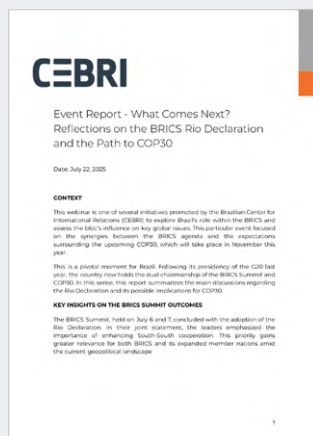 CEBRI
Event Report - What Comes Next?
Reflections on the BRICS Rio Declaration
and the Path to COP30
Date: July 22, 2025
CONTEXT
This webinar is one of several initiatives promoted by the Brazilian Center for
International Relations (CEBRI) to explore Brazil's role within the BRICS and
assess the bloc's influence on key global issues. This particular event focused
on the synergies between the BRICS agenda and the expectations
surrounding the upcoming COP30, which will take place in November this
year.
This is a pivotal moment for Brazil. Following its presidency of the G20 last
year, the country now holds the dual chairmanship of the BRICS Summit and
COP30. In this sense, this report summarizes the main discussions regarding
the Rio Declaration and its possible implications for COP30.
KEY INSIGHTS ON THE BRICS SUMMIT OUTCOMES
The BRICS Summit, held on July 6 and 7, concluded with the adoption of the
Rio Declaration. In their joint statement, the leaders emphasized the
importance of enhancing South-South cooperation. This priority gains
greater relevance for both BRICS and its expanded member nations amid
the current geopolitical landscape
1